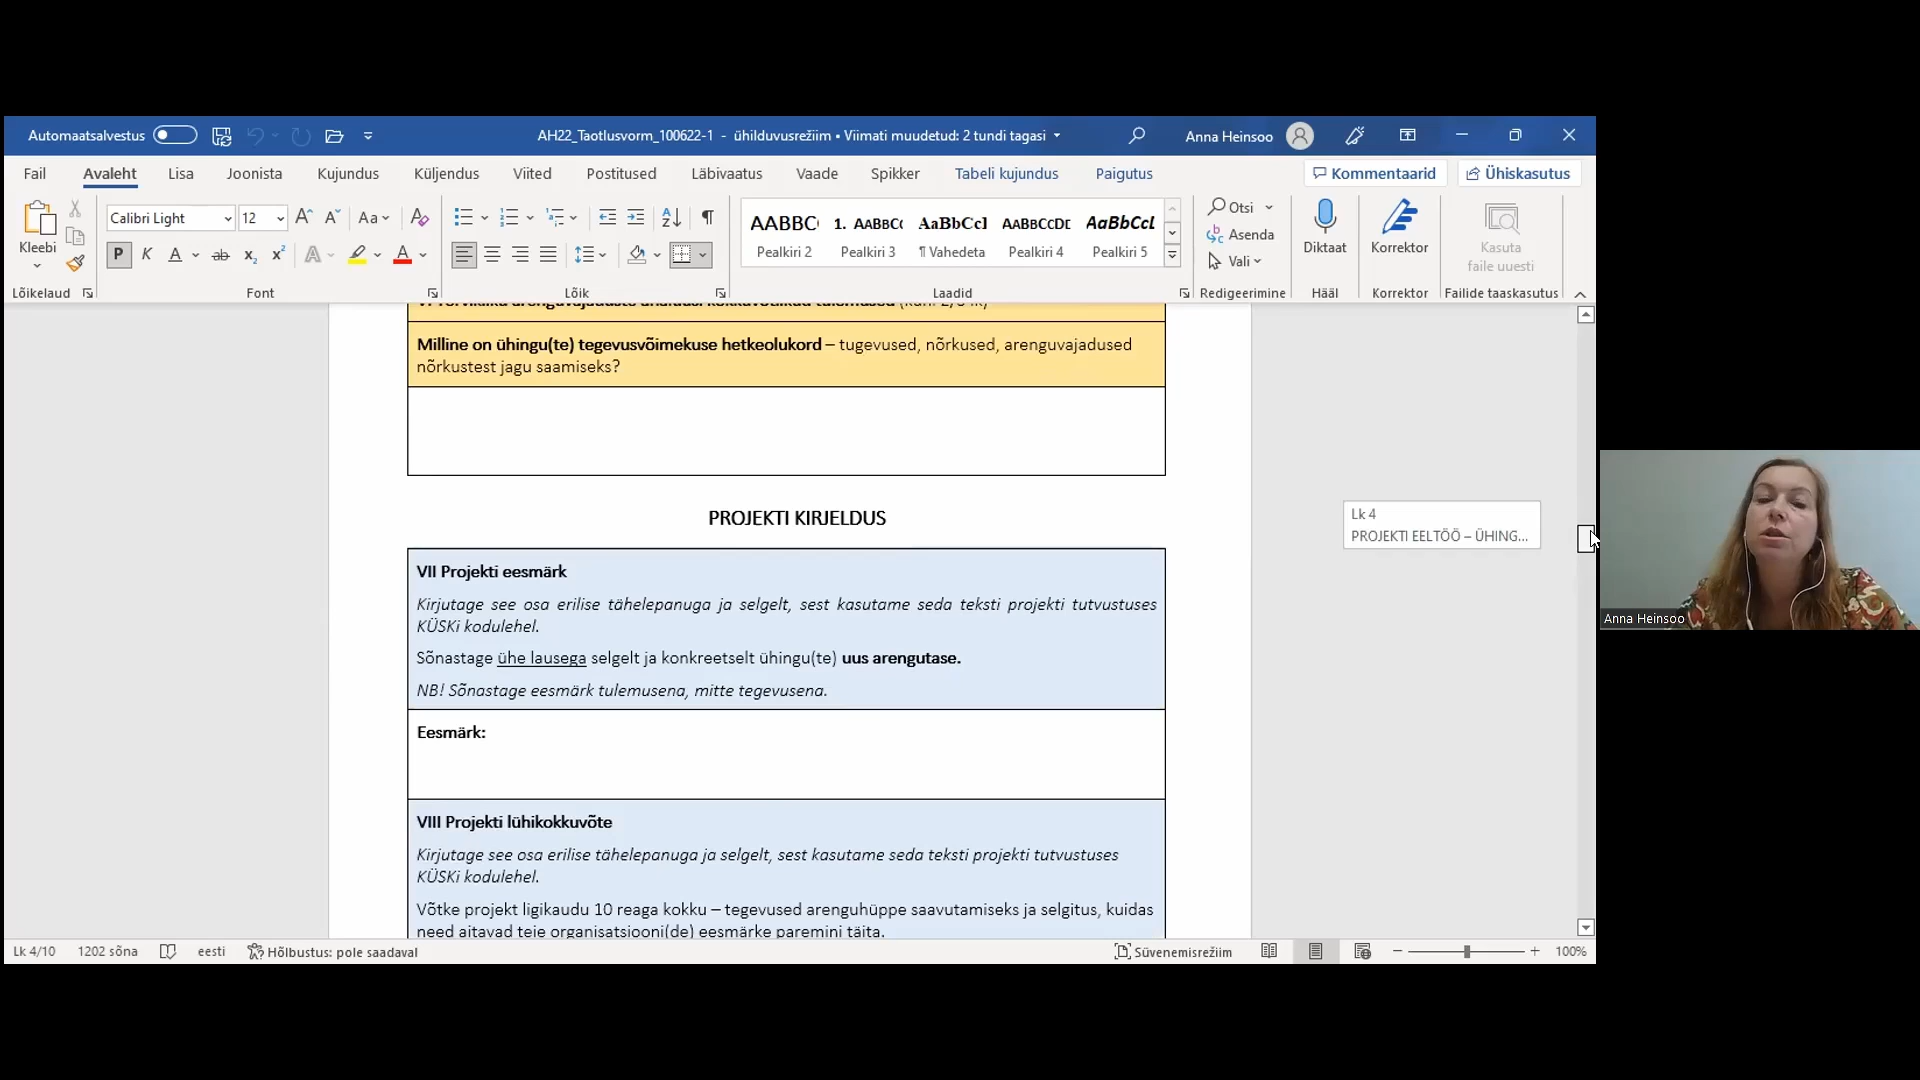 Automaatsalvestus
AH22_Taotlusvorm_100622-1 - ühilduvusrežiim • Viimati muudetud: 2 tundi tagasi
Anna Heinsoo
Fail Avaleht Lisa Joonista Kujundus Küljendus Viited Postitused Läbivaatus Vaade Spikker Tabeli kujundus Paigutus
Kommentaarid Ühiskasutus
Kleebi
Lõikelaud
Calibri Light 12
Font
Lõik
AABBC 1. AABBC AaBbCcI AABBCCDE AaBbCcL
Pealkiri 2 Pealkiri 3 ¶ Vahedeta Pealkiri 4 Pealkiri 5
Laadid
Otsi
Asenda
Vali
Redigeerimine
Diktaat
Hääl
Korrektor
Korrektor
Kasuta
faile uuesti
Failide taaskasutus
Milline on ühingu(te) tegevusvõimekuse hetkeolukord – tugevused, nõrkused, arenguvajadused
nõrkustest jagu saamiseks?
PROJEKTI KIRJELDUS
VII Projekti eesmärk
Kirjutage see osa erilise tähelepanuga ja selgelt, sest kasutame seda teksti projekti tutvustuses
KÜSKi kodulehel.
Sõnastage ühe lausega selgelt ja konkreetselt ühingu(te) uus arengutase.
NB! Sõnastage eesmärk tulemusena, mitte tegevusena.
Eesmärk:
VIII Projekti lühikokkuvõte
Kirjutage see osa erilise tähelepanuga ja selgelt, sest kasutame seda teksti projekti tutvustuses
KÜSKi kodulehel.
Võtke projekt ligikaudu 10 reaga kokku – tegevused arenguhüppe saavutamiseks ja selgitus, kuidas
need aitavad teie organisatsiooni(de) eesmärke paremini täita.
Lk 4
PROJEKTI EELTÖÖ – ÜHING...
Anna Heinsoo
Lk 4/10 1202 sõna eesti Hõlbustus: pole saadaval
Süvenemisrežiim 100%